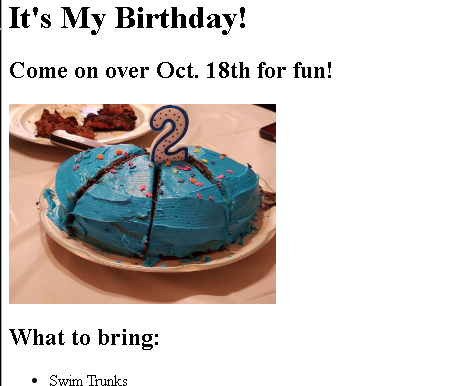 It's My Birthday!
Come on over Oct. 18th for fun!
2
What to bring:
Swim Trunks